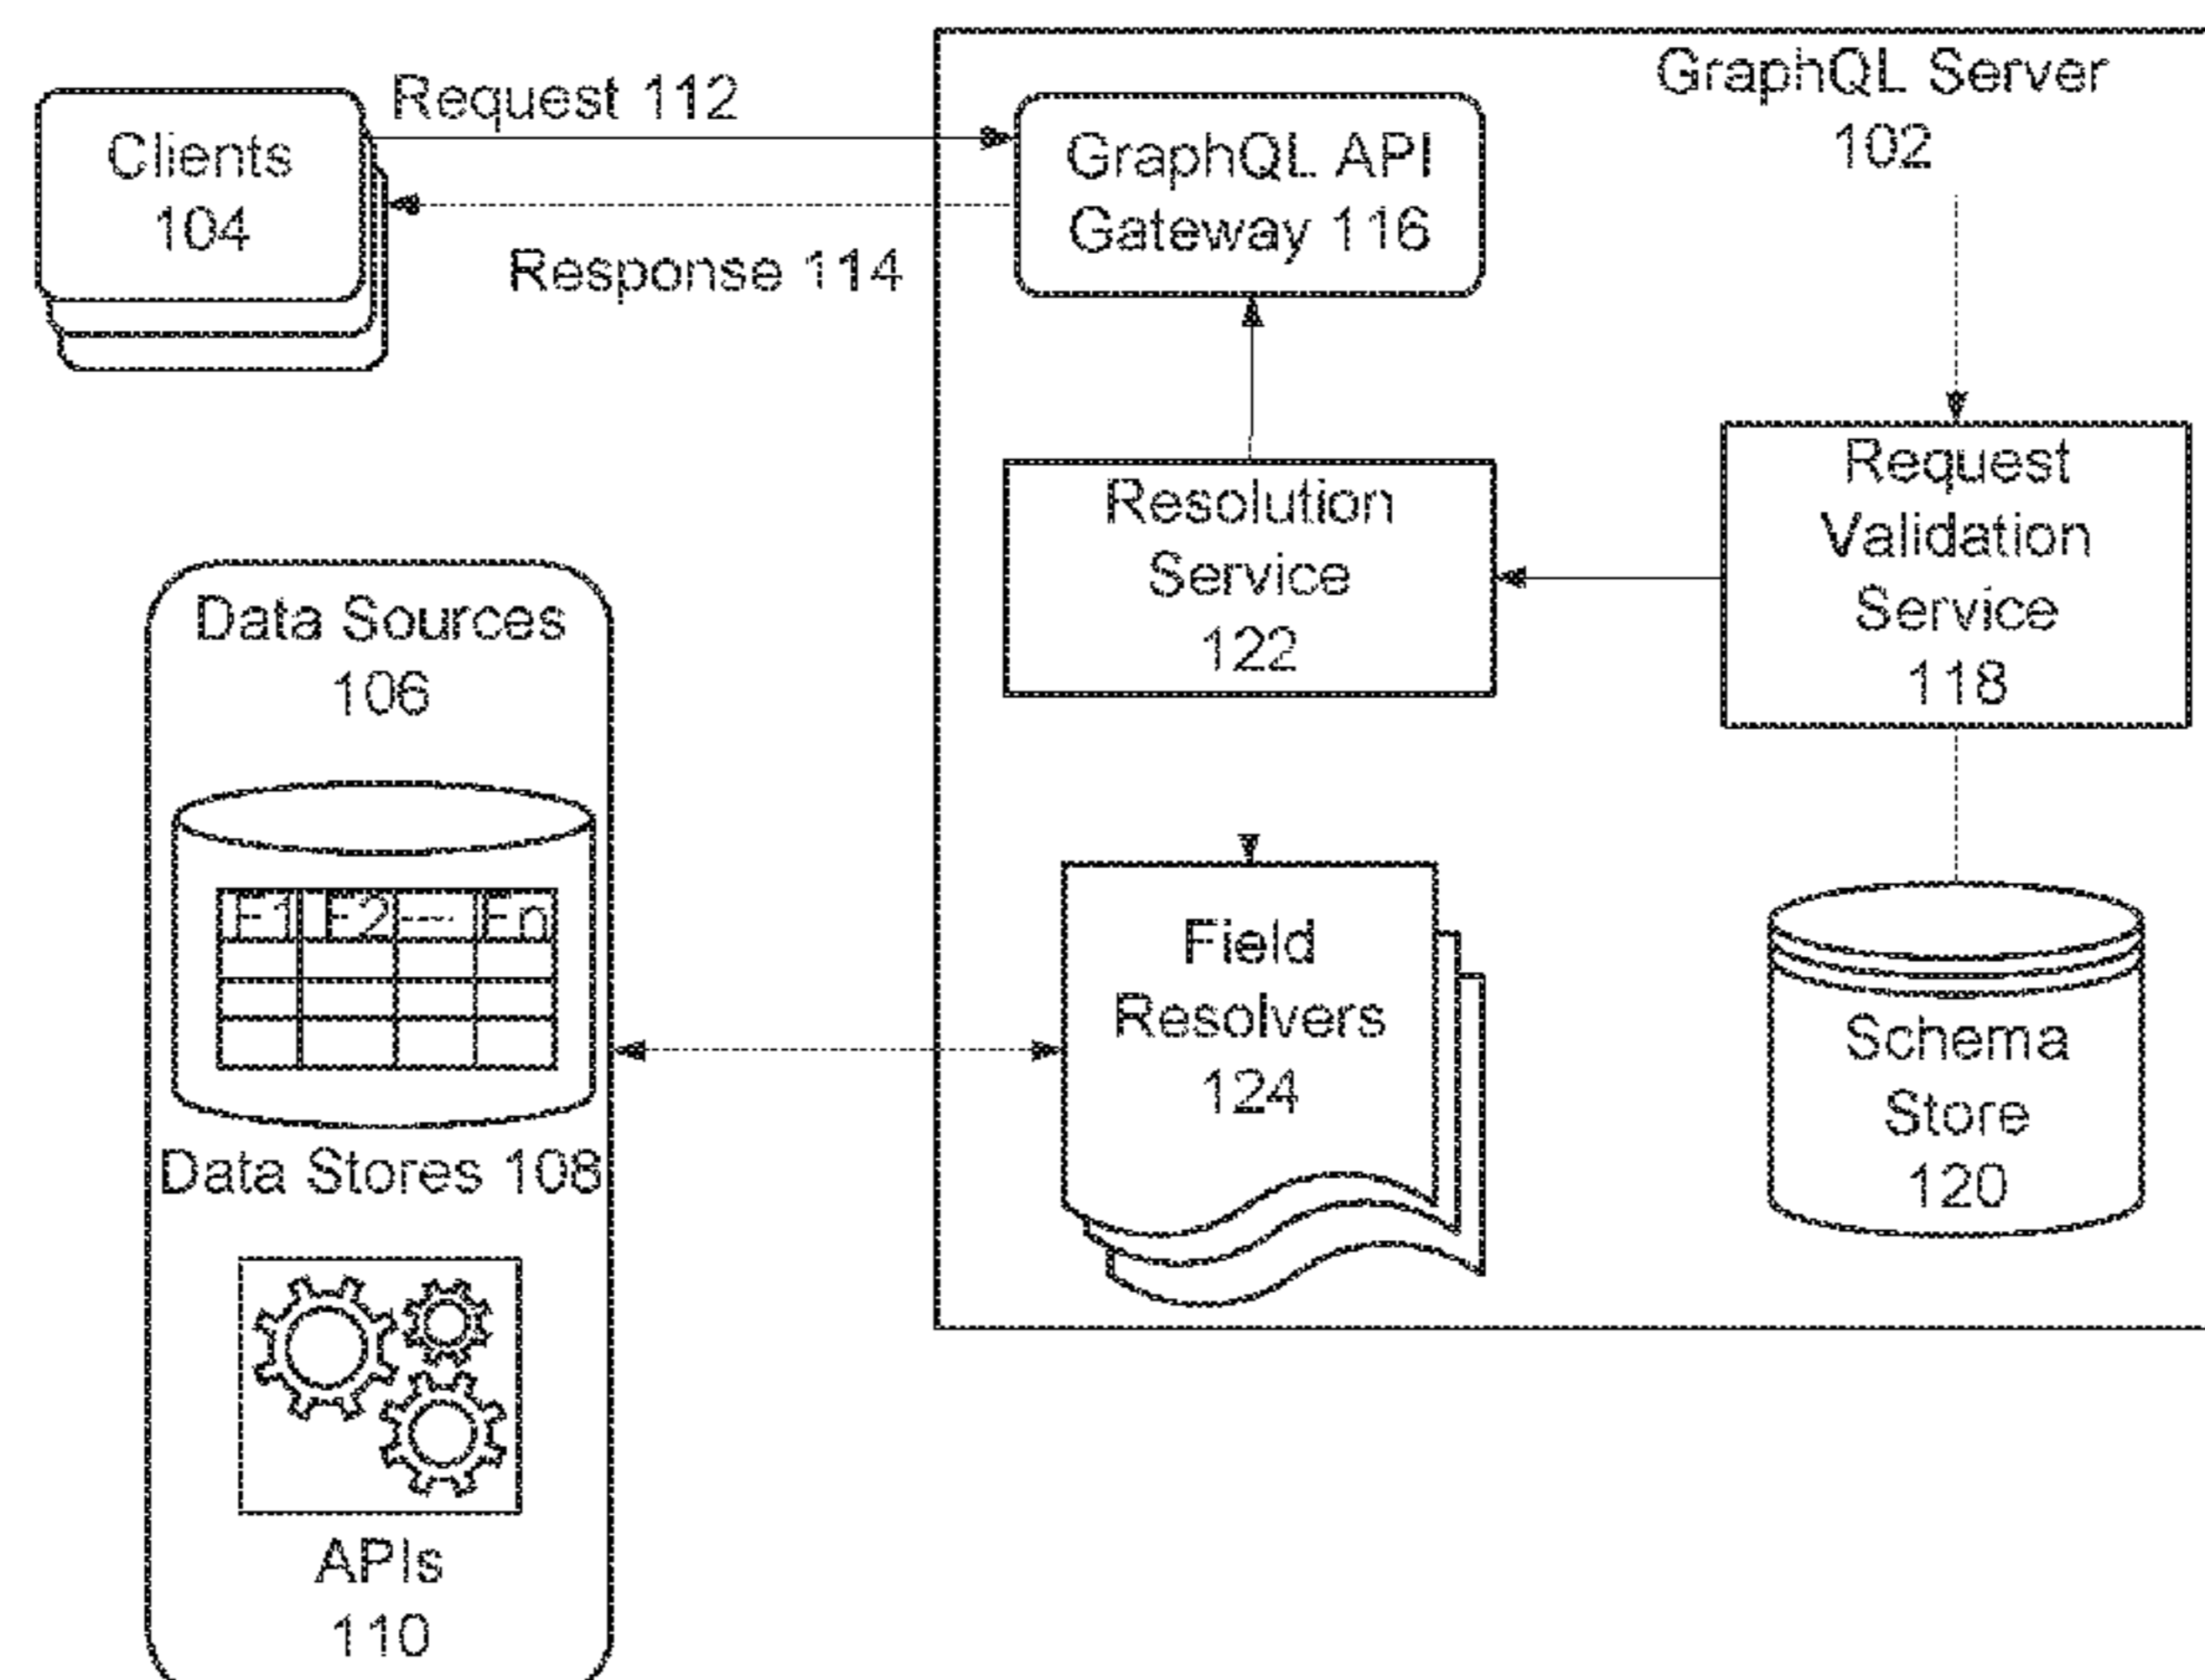 Request 112
Clients
104
Response 114
GraphQL Server
102
GraphQL API
Gateway 116
Resolution
Service
122
Request
Validation
Service
118
Data Sources
106
F1 F2 --- Fn
Data Stores 108
APIs
110
Field
Resolvers
124
Schema
Store
120